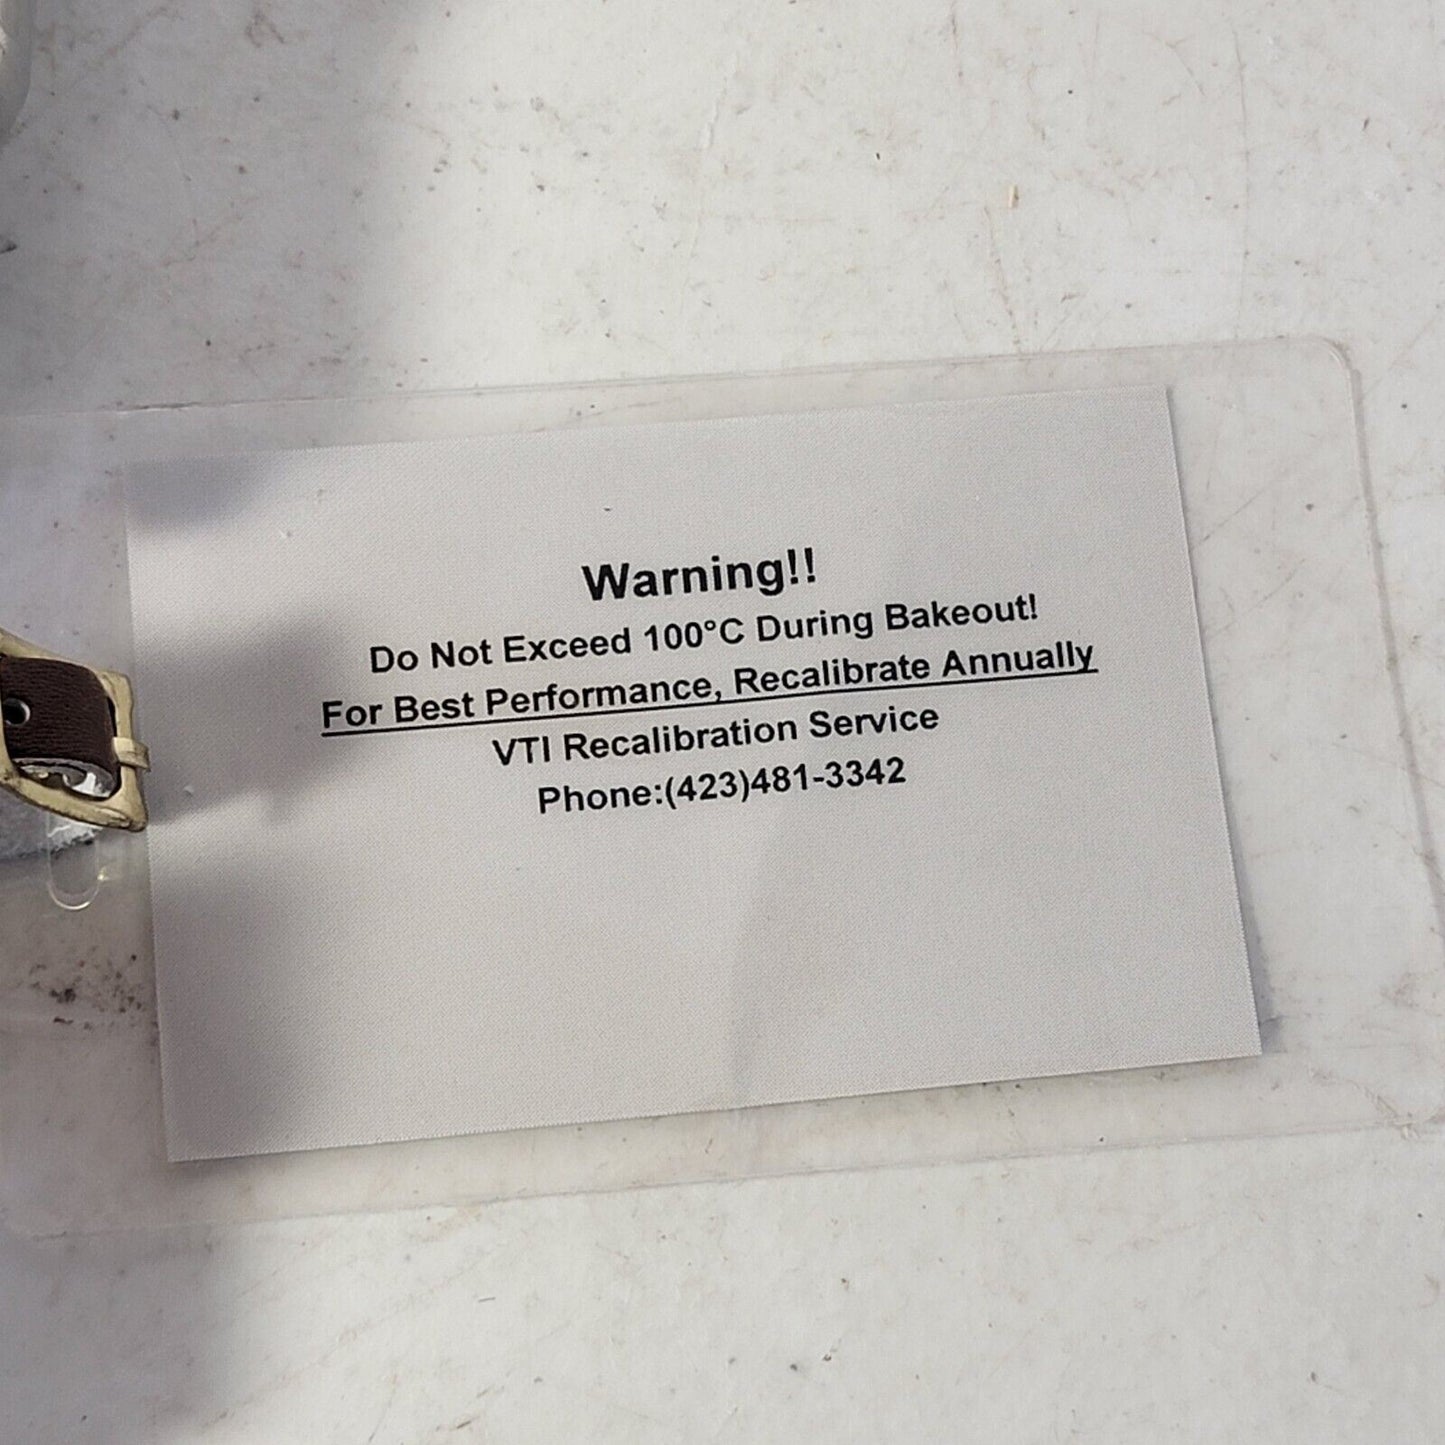 Warning!!
Do Not Exceed 100°C During Bakeout!
For Best Performance, Recalibrate Annually
VTI Recalibration Service
Phone:(423)481-3342